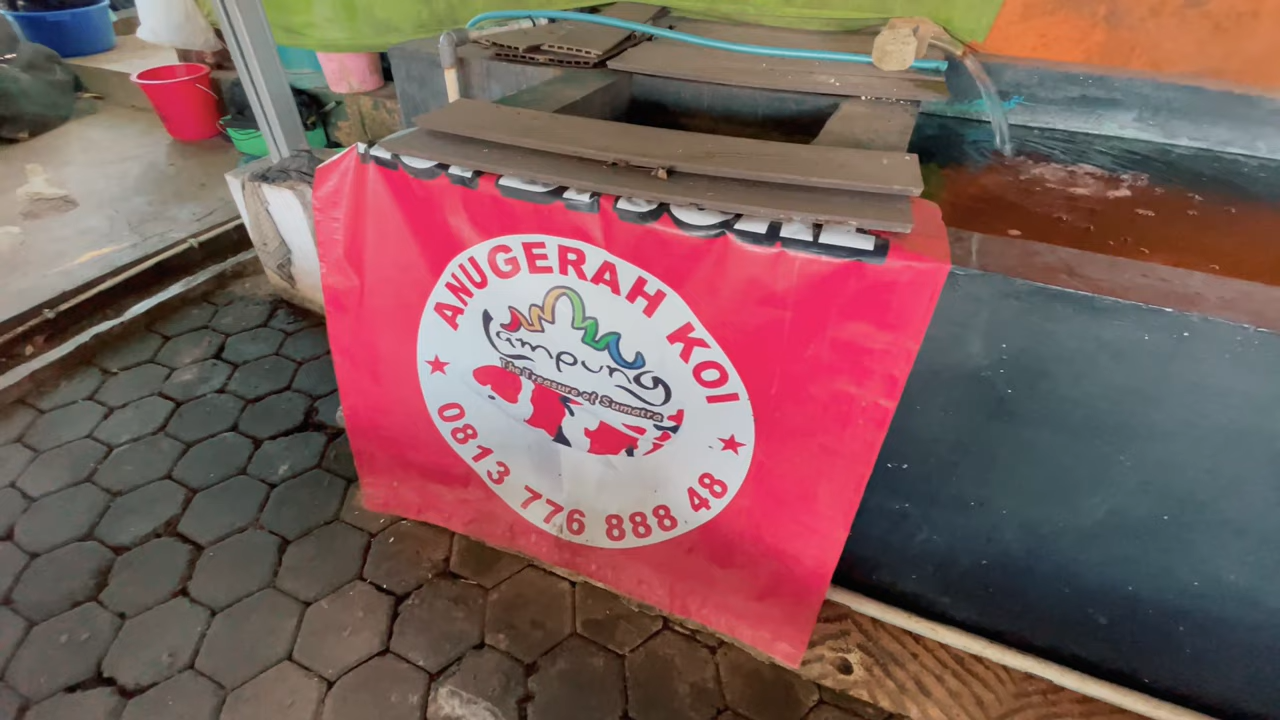 ANUGERAH KOI
Lampung
The Treasure of Sumatra
0813 776 888 48